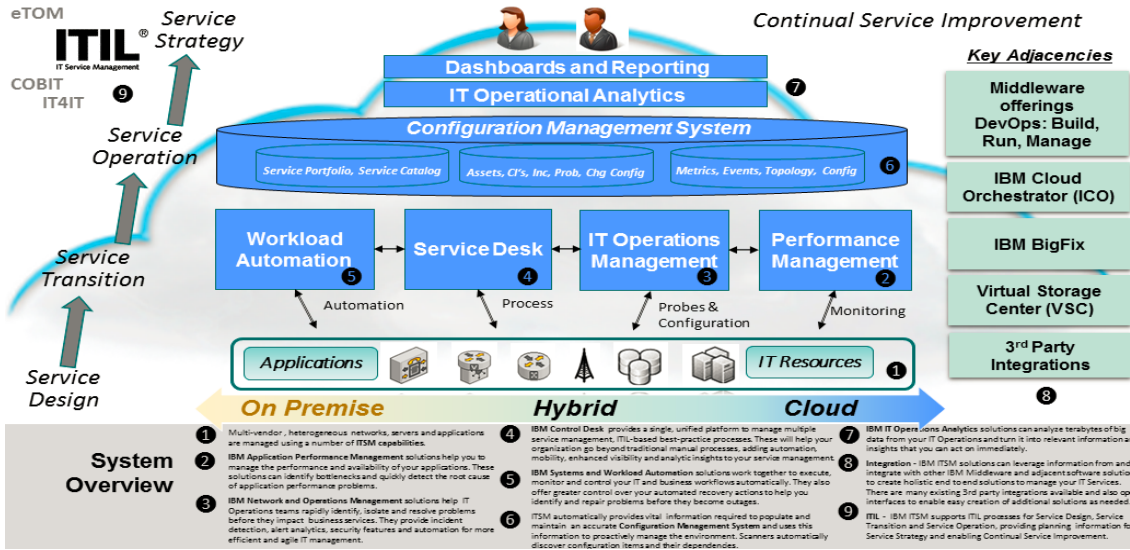 eTOM
ITIL®
IT Service Management
COBIT
IT4IT
9
Service
Strategy
Service
Operation
Service
Transition
Service
Design
Continual Service Improvement
Dashboards and Reporting
IT Operational Analytics
7
Configuration Management System
Service Portfolio, Service Catalog
Assets, CI's, Inc, Prob, Chg Config
Metrics, Events, Topology, Config
6
Workload
Automation
5
Service Desk
4
IT Operations
Management
3
Performance
Management
2
Automation
Process
Probes &
Configuration
Monitoring
Applications
IT Resources
1
On Premise
Hybrid
Cloud
Key Adjacencies
Middleware
offerings
DevOps: Build,
Run, Manage
IBM Cloud
Orchestrator (ICO)
IBM BigFix
Virtual Storage
Center (VSC)
3rd Party
Integrations
8
System
Overview
1
Multi-vendor, heterogeneous networks, servers and applications
are managed using a number of ITSM capabilities.
2
IBM Application Performance Management solutions help you to
manage the performance and availability of your applications. These
solutions can identify bottlenecks and quickly detect the root cause
of application performance problems.
3
IBM Network and Operations Management solutions help IT
Operations teams rapidly identify, isolate and resolve problems
before they impact business services. They provide incident
detection, alert analytics, security features and automation for more
efficient and agile IT management.
4
IBM Control Desk provides a single, unified platform to manage multiple
service management, ITIL-based best-practice processes. These will help your
organization go beyond traditional manual processes, adding automation,
mobility, enhanced visibility and analytic insights to your service management.
5
IBM Systems and Workload Automation solutions work together to execute,
monitor and control your IT and business workflows automatically. They also
offer greater control over your automated recovery actions to help you
identify and repair problems before they become outages.
6
ITSM automatically provides vital information required to populate and
maintain an accurate Configuration Management System and uses this
information to proactively manage the environment. Scanners automatically
discover configuration items and their dependencies.
7
IBM IT Operations Analytics solutions can analyze terabytes of big
data from your IT Operations and turn it into relevant information a
insights that you can act on immediately.
8
Integration - IBM ITSM solutions can leverage information from and
integrate with other IBM Middleware and adjacent software solution
to create holistic end to end solutions to manage your IT Services.
There are many existing 3rd party integrations available and also op
interfaces to enable easy creation of additional solutions as needed.
9
ITIL - IBM ITSM supports ITIL processes for Service Design, Service
Transition and Service Operation, providing planning information fo
Service Strategy and enabling Continual Service Improvement.